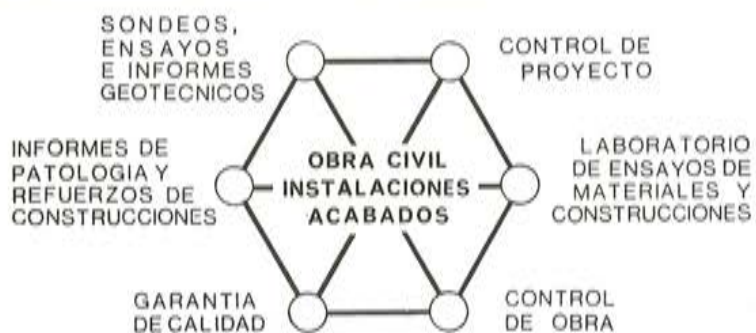 SONDEOS,
ENSAYOS
E INFORMES
GEOTECNICOS
CONTROL DE
PROYECTO
INFORMES DE
PATOLOGIA Y
REFUERZOS DE
CONSTRUCCIONES
OBRA CIVIL
INSTALACIONES
ACABADOS
LABORATORIO
DE ENSAYOS DE
MATERIALES Y
CONSTRUCCIONES
GARANTIA
DE CALIDAD
CONTROL
DE OBRA